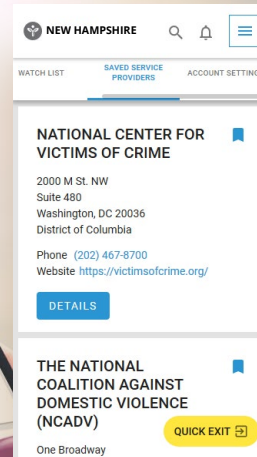 NEW HAMPSHIRE
WATCH LIST
SAVED SERVICE
PROVIDERS
ACCOUNT SETTING
NATIONAL CENTER FOR
VICTIMS OF CRIME
2000 M St. NW
Suite 480
Washington, DC 20036
District of Columbia
Phone (202) 467-8700
Website https://victimsofcrime.org/
DETAILS
THE NATIONAL
COALITION AGAINST
DOMESTIC VIOLENCE
(NCADV)
QUICK EXIT
One Broadway